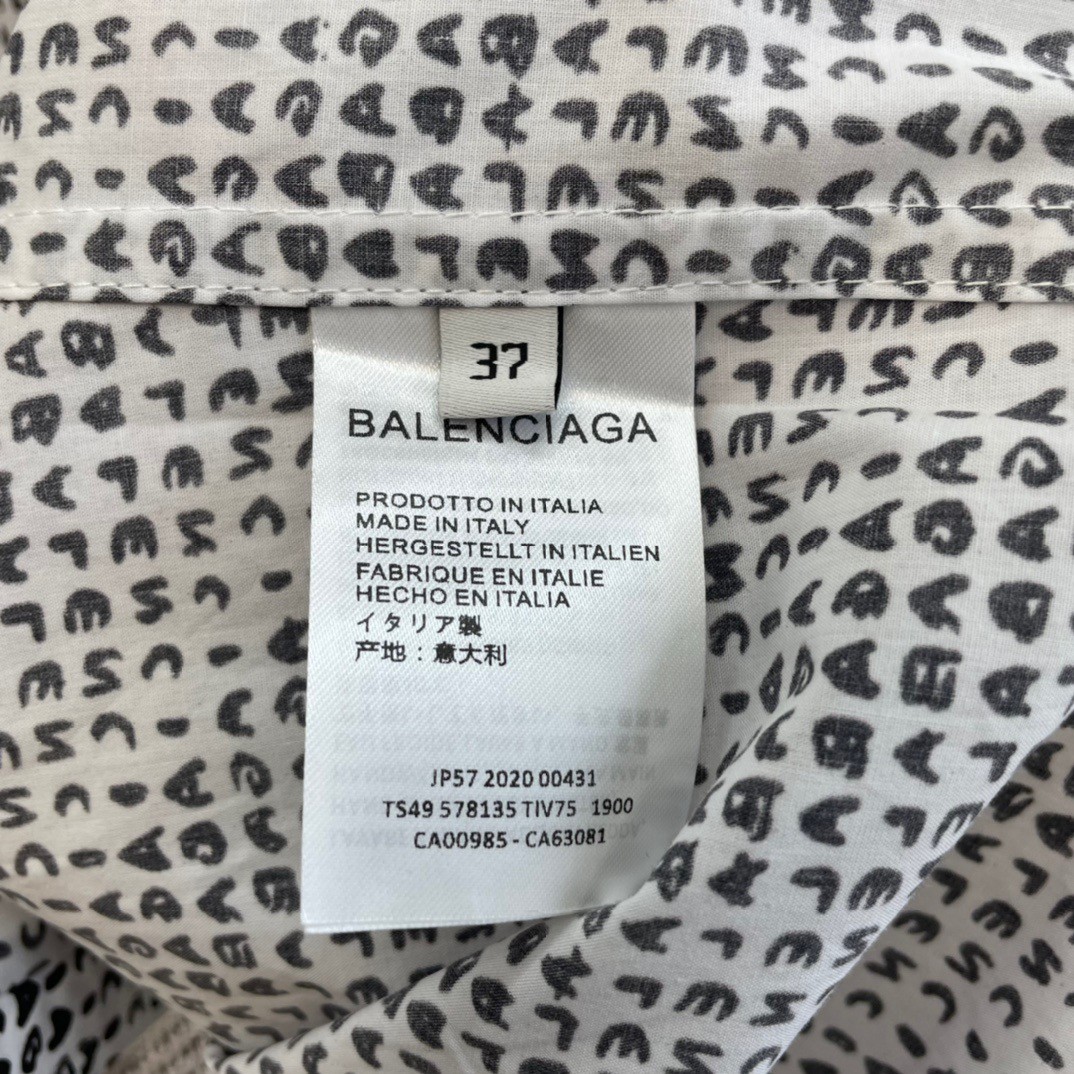 37
BALENCIAGA
PRODOTTO IN ITALIA
MADE IN ITALY
HERGESTELLT IN ITALIEN
FABRIQUE EN ITALIE
HECHO EN ITALIA
イタリア製
产地：意大利
JP57 2020 00431
TS49 578135 TIV75 1900
CA00985 - CA63081